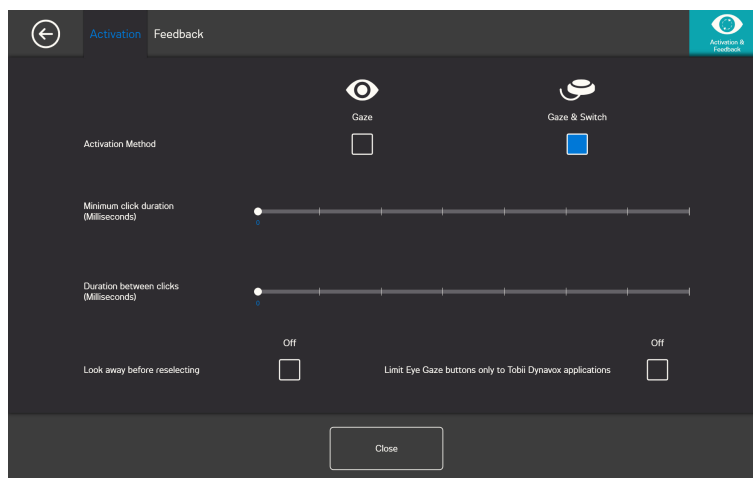 Activation Feedback
Activation &
Feedback
Gaze
Gaze & Switch
Activation Method
Minimum click duration
(Milliseconds)
0
Duration between clicks
(Milliseconds)
0
Off
Off
Look away before reselecting
Limit Eye Gaze buttons only to Tobii Dynavox applications
Close